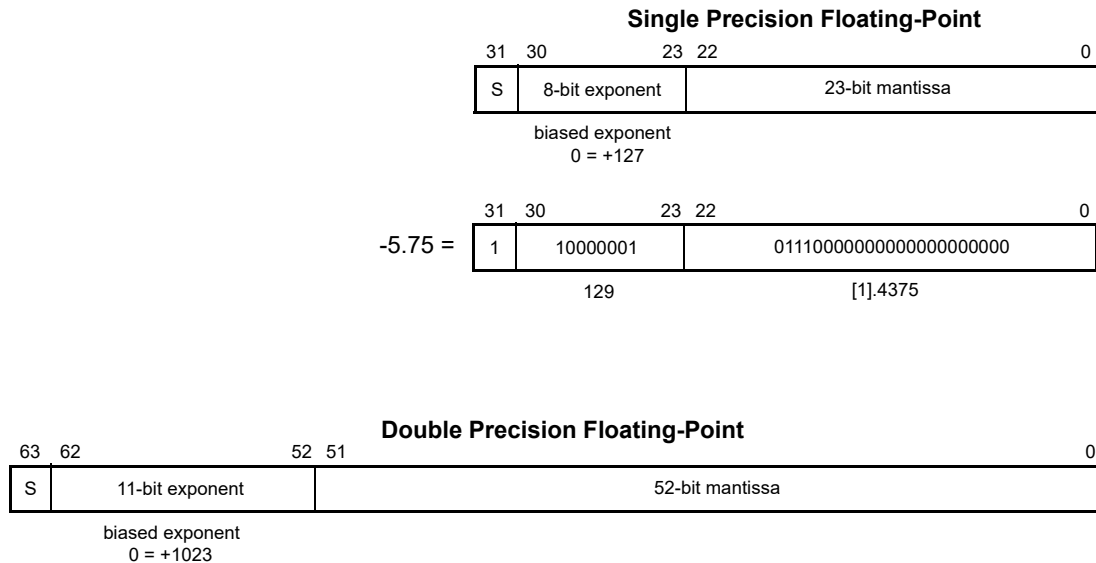 Single Precision Floating-Point
31 30 23 22 0
S 8-bit exponent 23-bit mantissa
biased exponent
0 = +127
31 30 23 22 0
-5.75 = 1 10000001 01110000000000000000000
129 [1].4375
Double Precision Floating-Point
63 62 52 51 0
S 11-bit exponent 52-bit mantissa
biased exponent
0 = +1023